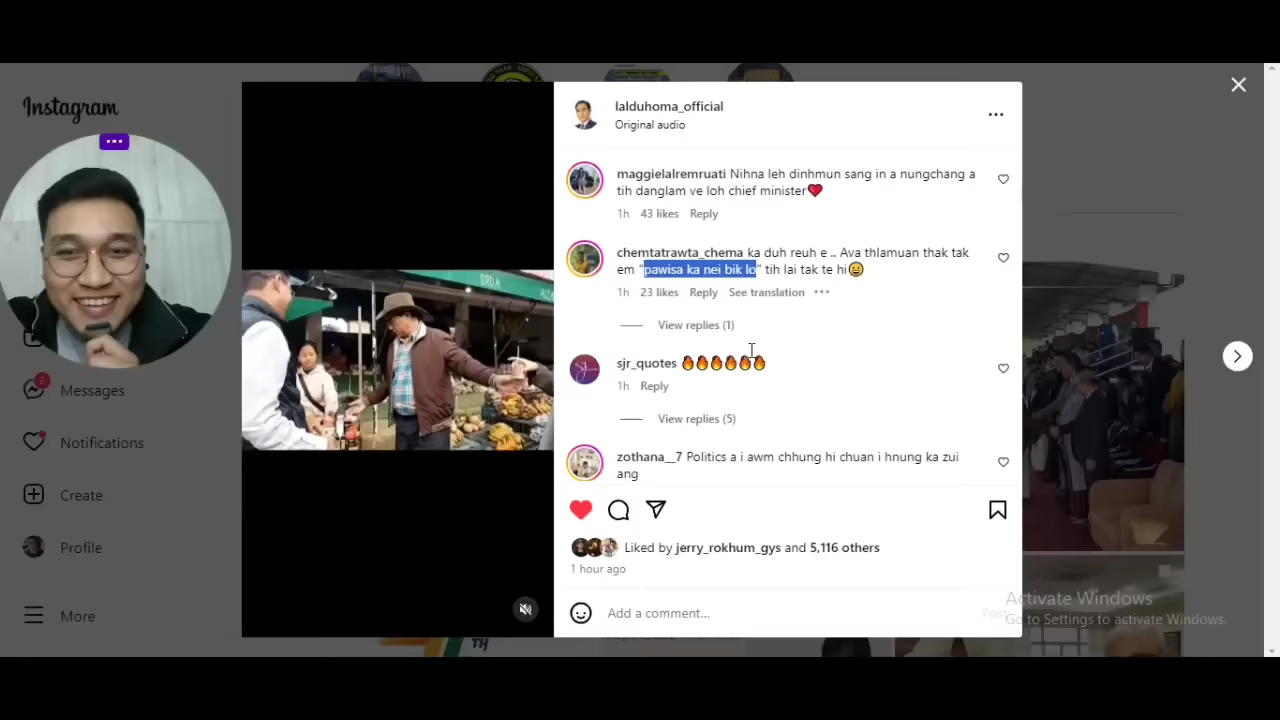 Instagram
lalduhoma_official
Original audio
maggielalremruati Nihna leh dinhmun sang in a nungchang a
tih danglam ve loh chief minister❤️
1h 43 likes Reply
chemtatrawta_chema ka duh reuh e .. Ava thlamuan thak tak
em "pawisa ka nei bik lo" tih lai tak te hi😆
1h 23 likes Reply See translation •••
View replies (1)
sjr_quotes 🔥🔥🔥🔥🔥🔥
1h Reply
View replies (5)
zothana__7 Politics a i awm chhung hi chuan i hnung ka zui
ang
2
Messages
Notifications
Create
Profile
More
Liked by jerry_rokhum_gys and 5,116 others
1 hour ago
Add a comment...
Post
Activate Windows
Go to Settings to activate Windows.
TH